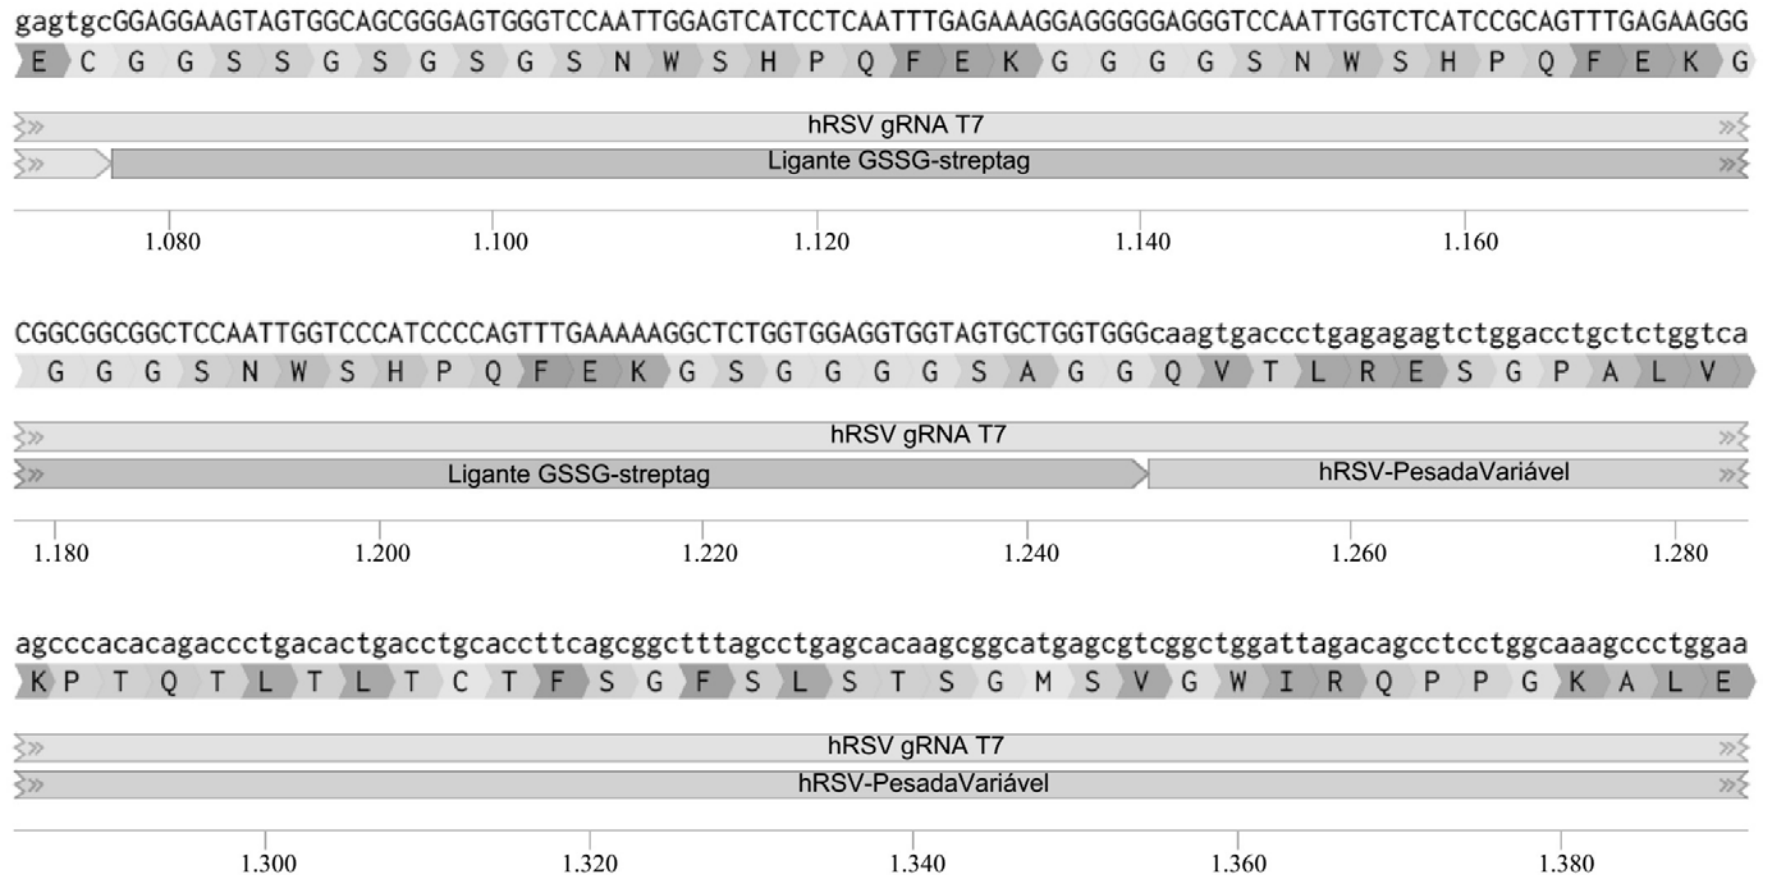 gagtgcGGAGGAAGTAGTGGCAGCGGGAGTGGGTCCAATTGGAGTCATCCTCAATTTGAGAAAGGAGGGGGAGGGTCCAATTGGTCTCATCCGCAGTTTGAGAAGGG
E C G G S S G S G S G S N W S H P Q F E K G G G G S N W S H P Q F E K G
hRSV gRNA T7
Ligante GSSG-streptag
1.080 1.100 1.120 1.140 1.160
CGGCGGCGGCTCCAATTGGTCCCATCCCCAGTTTGAAAAAGGCTCTGGTGGAGGTGGTAGTGCTGGTGGGcaagtgaccctgagagagtctggacctgctctggtca
G G G S N W S H P Q F E K G S G G G G S A G G Q V T L R E S G P A L V
hRSV gRNA T7
Ligante GSSG-streptag hRSV-PesadaVariável
1.180 1.200 1.220 1.240 1.260 1.280
agcccacacagaccctgacactgacctgcaccttcagcggctttagcctgagcacaagcggcatgagcgtcggctggattagacagcctcctggcaaagccctggaa
K P T Q T L T L T C T F S G F S L S T S G M S V G W I R Q P P G K A L E
hRSV gRNA T7
hRSV-PesadaVariável
1.300 1.320 1.340 1.360 1.380